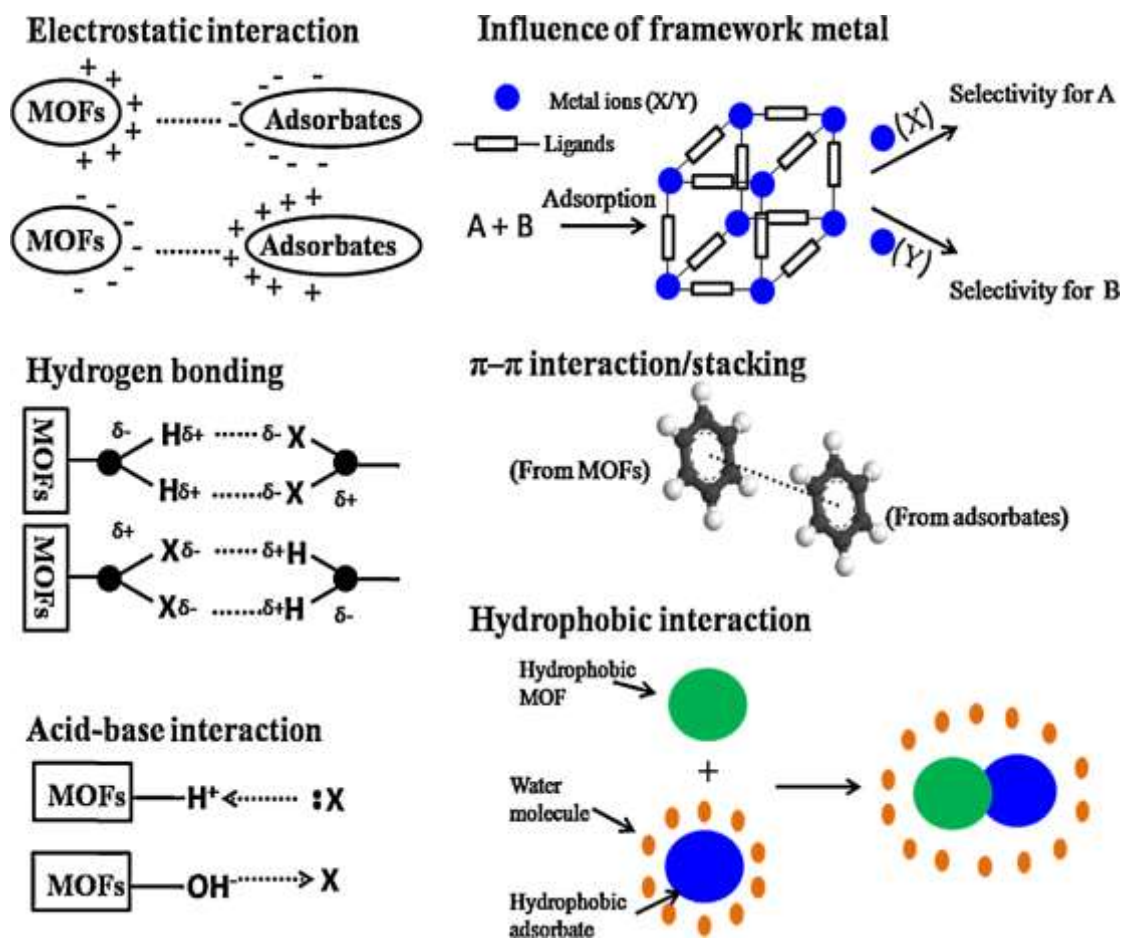 Electrostatic interaction
+ + + + + + + +
MOFs
- - - - - - - - - -
Adsorbates
- - - - - - -
MOFs
+ + + + + + + + + +
Adsorbates
Influence of framework metal
Metal ions (X/Y)
Ligands
A + B
Adsorption
(X)
Selectivity for A
(Y)
Selectivity for B
Hydrogen bonding
MOFs
δ-
Hδ+ ...... δ- X
Hδ+ ...... δ- X
δ+
MOFs
δ+
Xδ- ...... δ+H
Xδ- ...... δ+H
δ-
π–π interaction/stacking
(From MOFs)
(From adsorbates)
Acid-base interaction
MOFs
H⁺
:X
MOFs
OH⁻
X
Hydrophobic interaction
Hydrophobic
MOF
+
Water
molecule
Hydrophobic
adsorbate